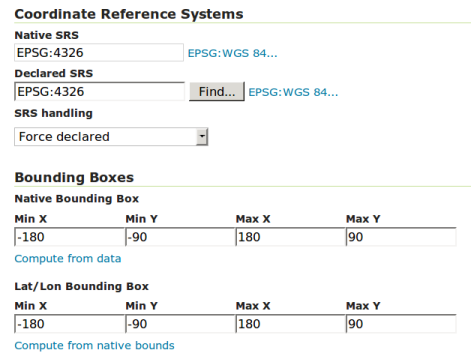 Coordinate Reference Systems
Native SRS
EPSG:4326 EPSG:WGS 84...
Declared SRS
EPSG:4326 Find... EPSG:WGS 84...
SRS handling
Force declared
Bounding Boxes
Native Bounding Box
Min X Min Y Max X Max Y
-180 -90 180 90
Compute from data
Lat/Lon Bounding Box
Min X Min Y Max X Max Y
-180 -90 180 90
Compute from native bounds